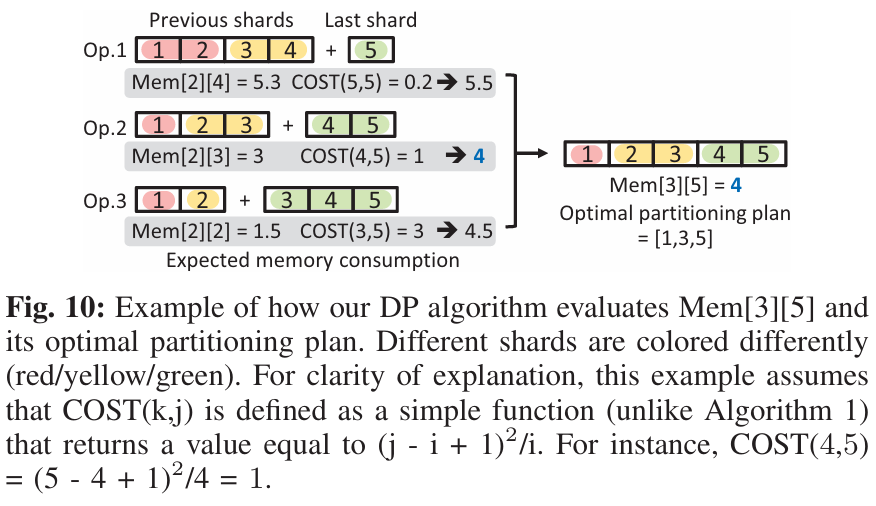 Previous shards Last shard
Op.1 1 2 3 4 + 5
Mem[2][4] = 5.3 COST(5,5) = 0.2 ➔ 5.5
Op.2 1 2 3 + 4 5
Mem[2][3] = 3 COST(4,5) = 1 ➔ 4
Op.3 1 2 + 3 4 5
Mem[2][2] = 1.5 COST(3,5) = 3 ➔ 4.5
Expected memory consumption
1 2 3 4 5
Mem[3][5] = 4
Optimal partitioning plan
= [1,3,5]
Fig. 10: Example of how our DP algorithm evaluates Mem[3][5] and
its optimal partitioning plan. Different shards are colored differently
(red/yellow/green). For clarity of explanation, this example assumes
that COST(k,j) is defined as a simple function (unlike Algorithm 1)
that returns a value equal to (j - i + 1)²/i. For instance, COST(4,5)
= (5 - 4 + 1)²/4 = 1.